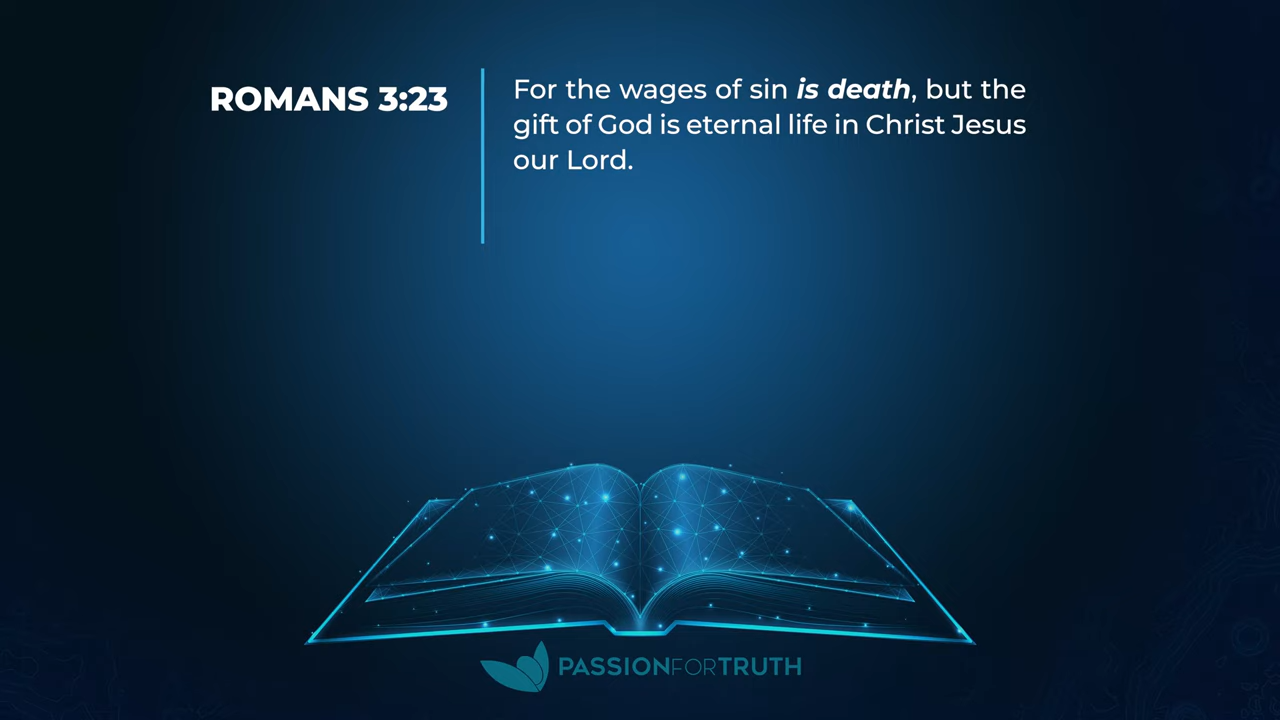 ROMANS 3:23
For the wages of sin is death, but the
gift of God is eternal life in Christ Jesus
our Lord.
PASSIONFORTRUTH